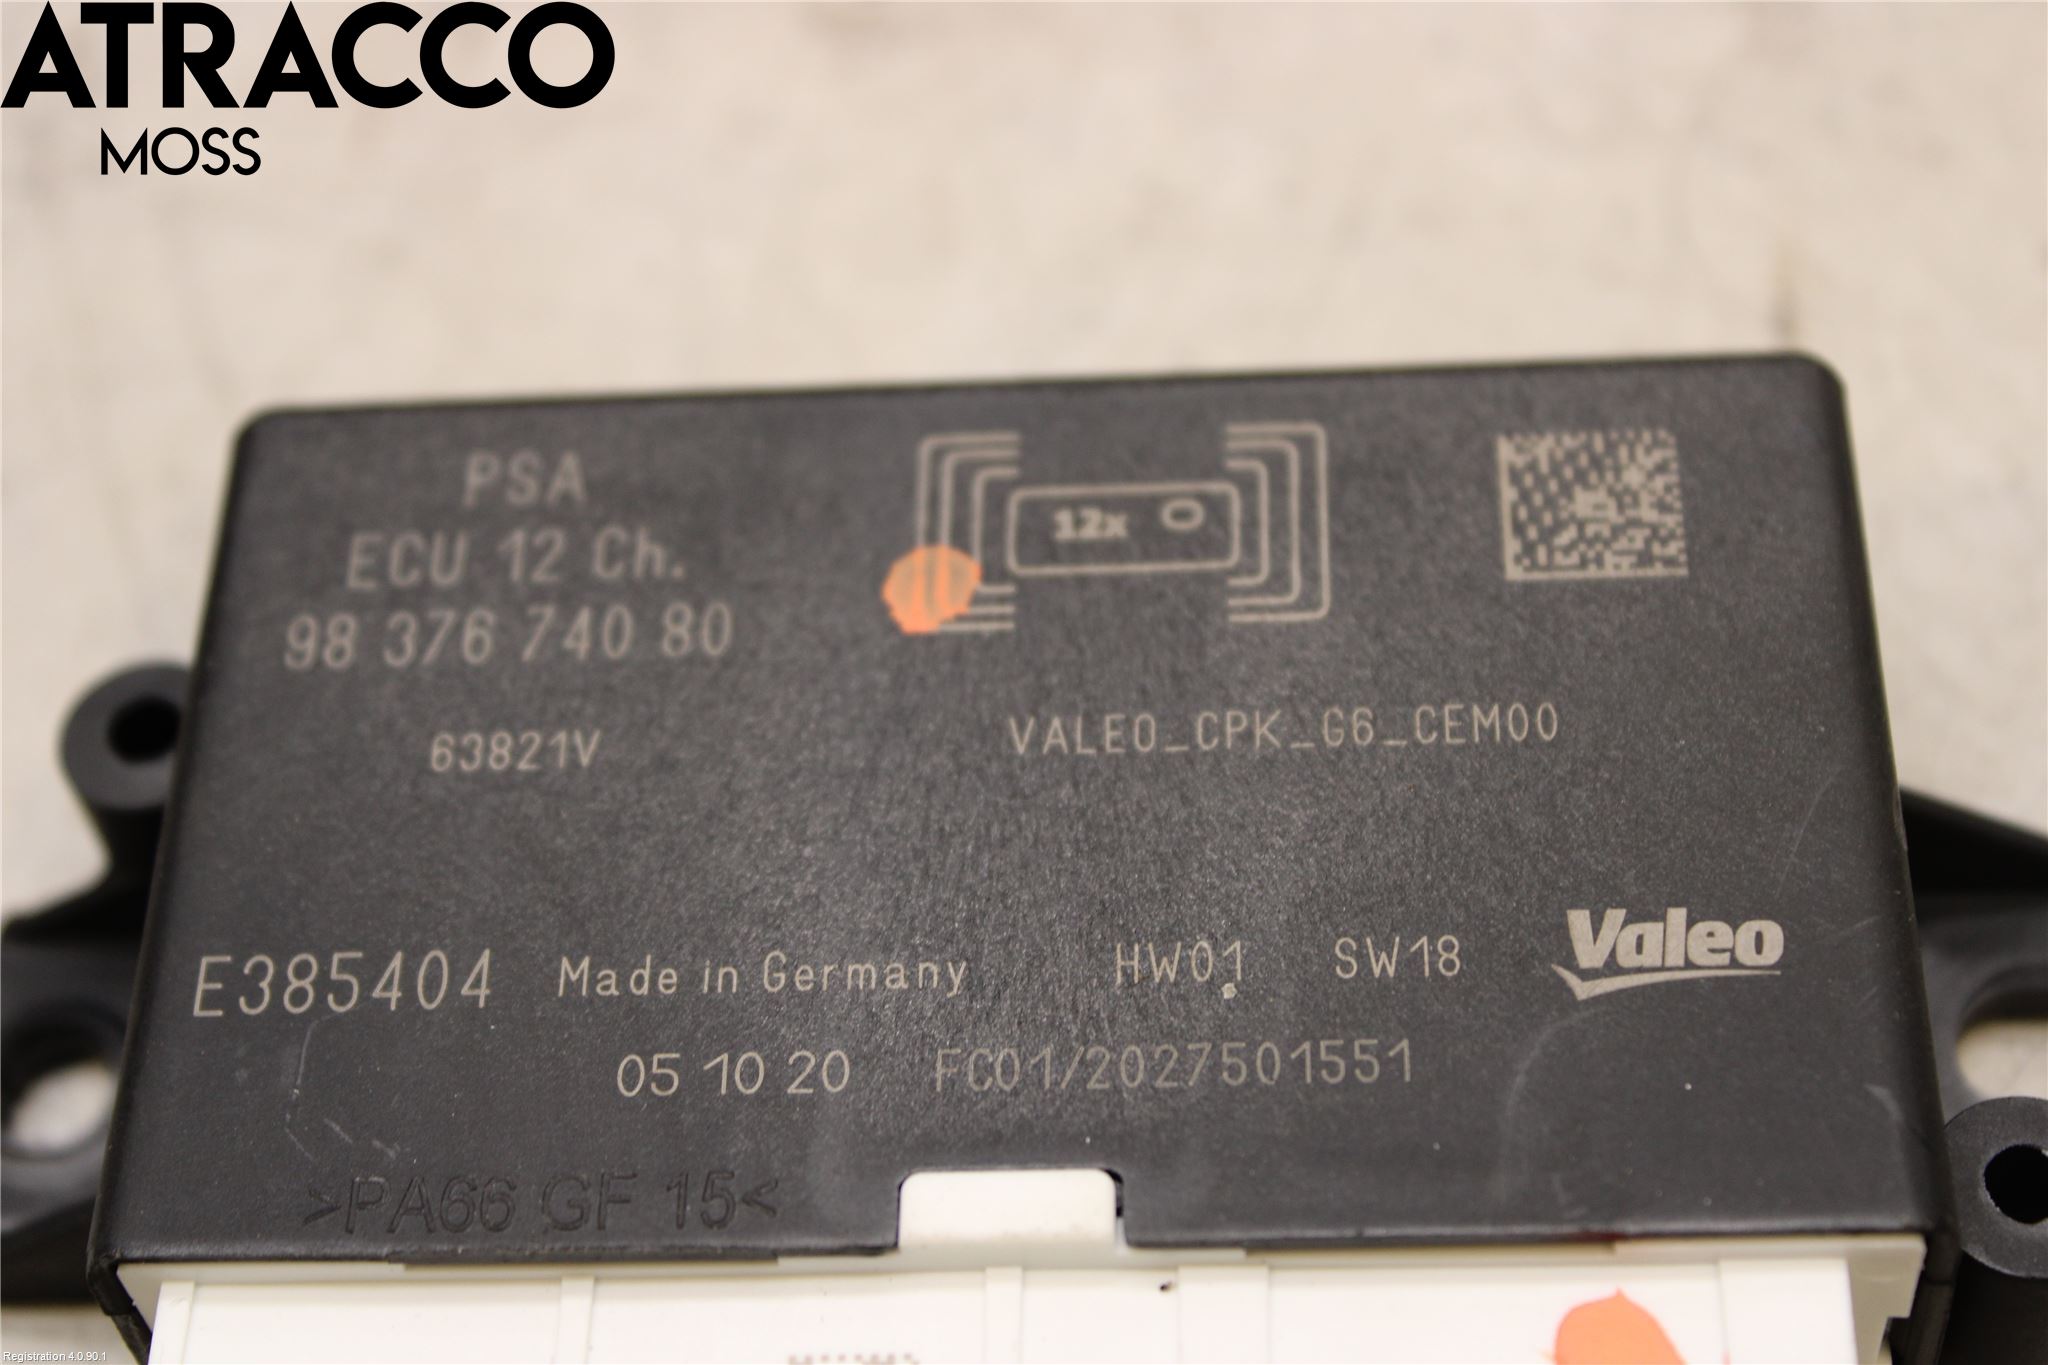 ATRACCO
MOSS
PSA
ECU 12 Ch.
98 376 740 80
12x
63821V
VALEO_CPK_G6_CEM00
E385404 Made in Germany HW01 SW18 Valeo
05 10 20 FC01/2027501551
>PA66 GF 15<
Registration 4.0.90.1